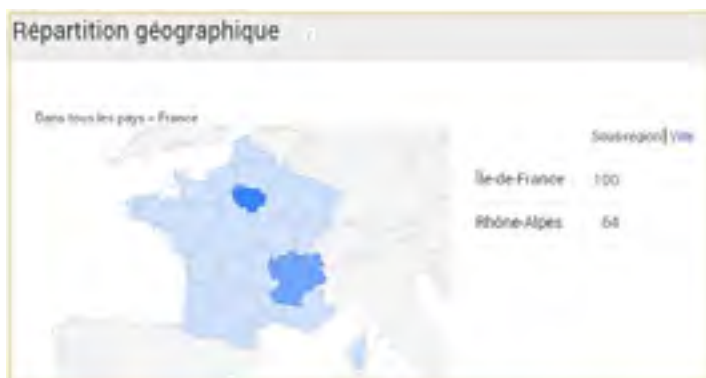 Répartition géographique
Dans tous les pays > France
Sous-région | Ville
Île-de-France 100
Rhône-Alpes 64